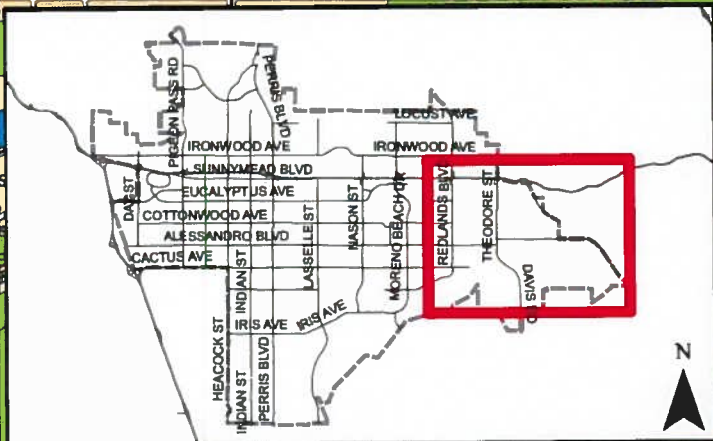 PIGEON PASS RD
PERRIS BLVD
LOCUST AVE
IRONWOOD AVE
IRONWOOD AVE
SUNNYMEAD BLVD
EUCALYPTUS AVE
DAY ST
COTTONWOOD AVE
ALESSANDRO BLVD
CACTUS AVE
INDIAN ST
LASSELLE ST
NASON ST
MORENO BEACH DR
REDLANDS BLVD
THEODORE ST
DAVIS RD
IRIS AVE
IRIS AVE
HEACOCK ST
INDIAN ST
PERRIS BLVD
N